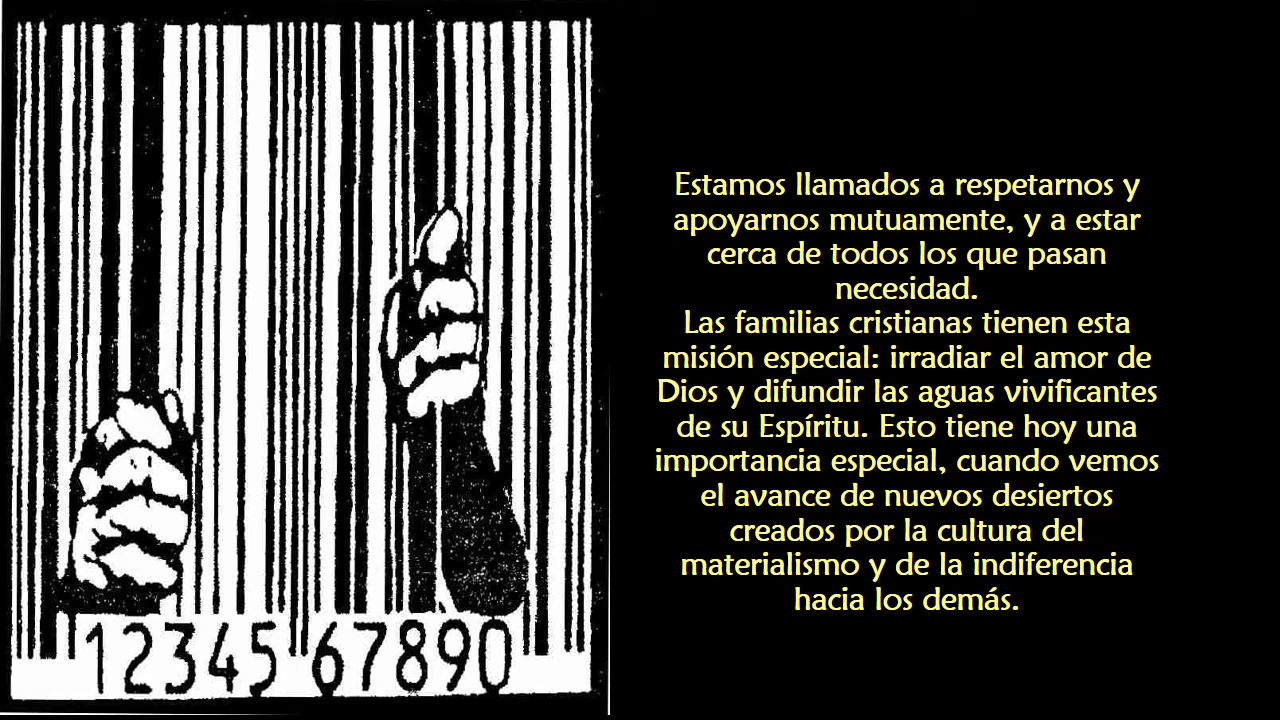 12345 67890
Estamos llamados a respetarnos y
apoyarnos mutuamente, y a estar
cerca de todos los que pasan
necesidad.
Las familias cristianas tienen esta
misión especial: irradiar el amor de
Dios y difundir las aguas vivificantes
de su Espíritu. Esto tiene hoy una
importancia especial, cuando vemos
el avance de nuevos desiertos
creados por la cultura del
materialismo y de la indiferencia
hacia los demás.